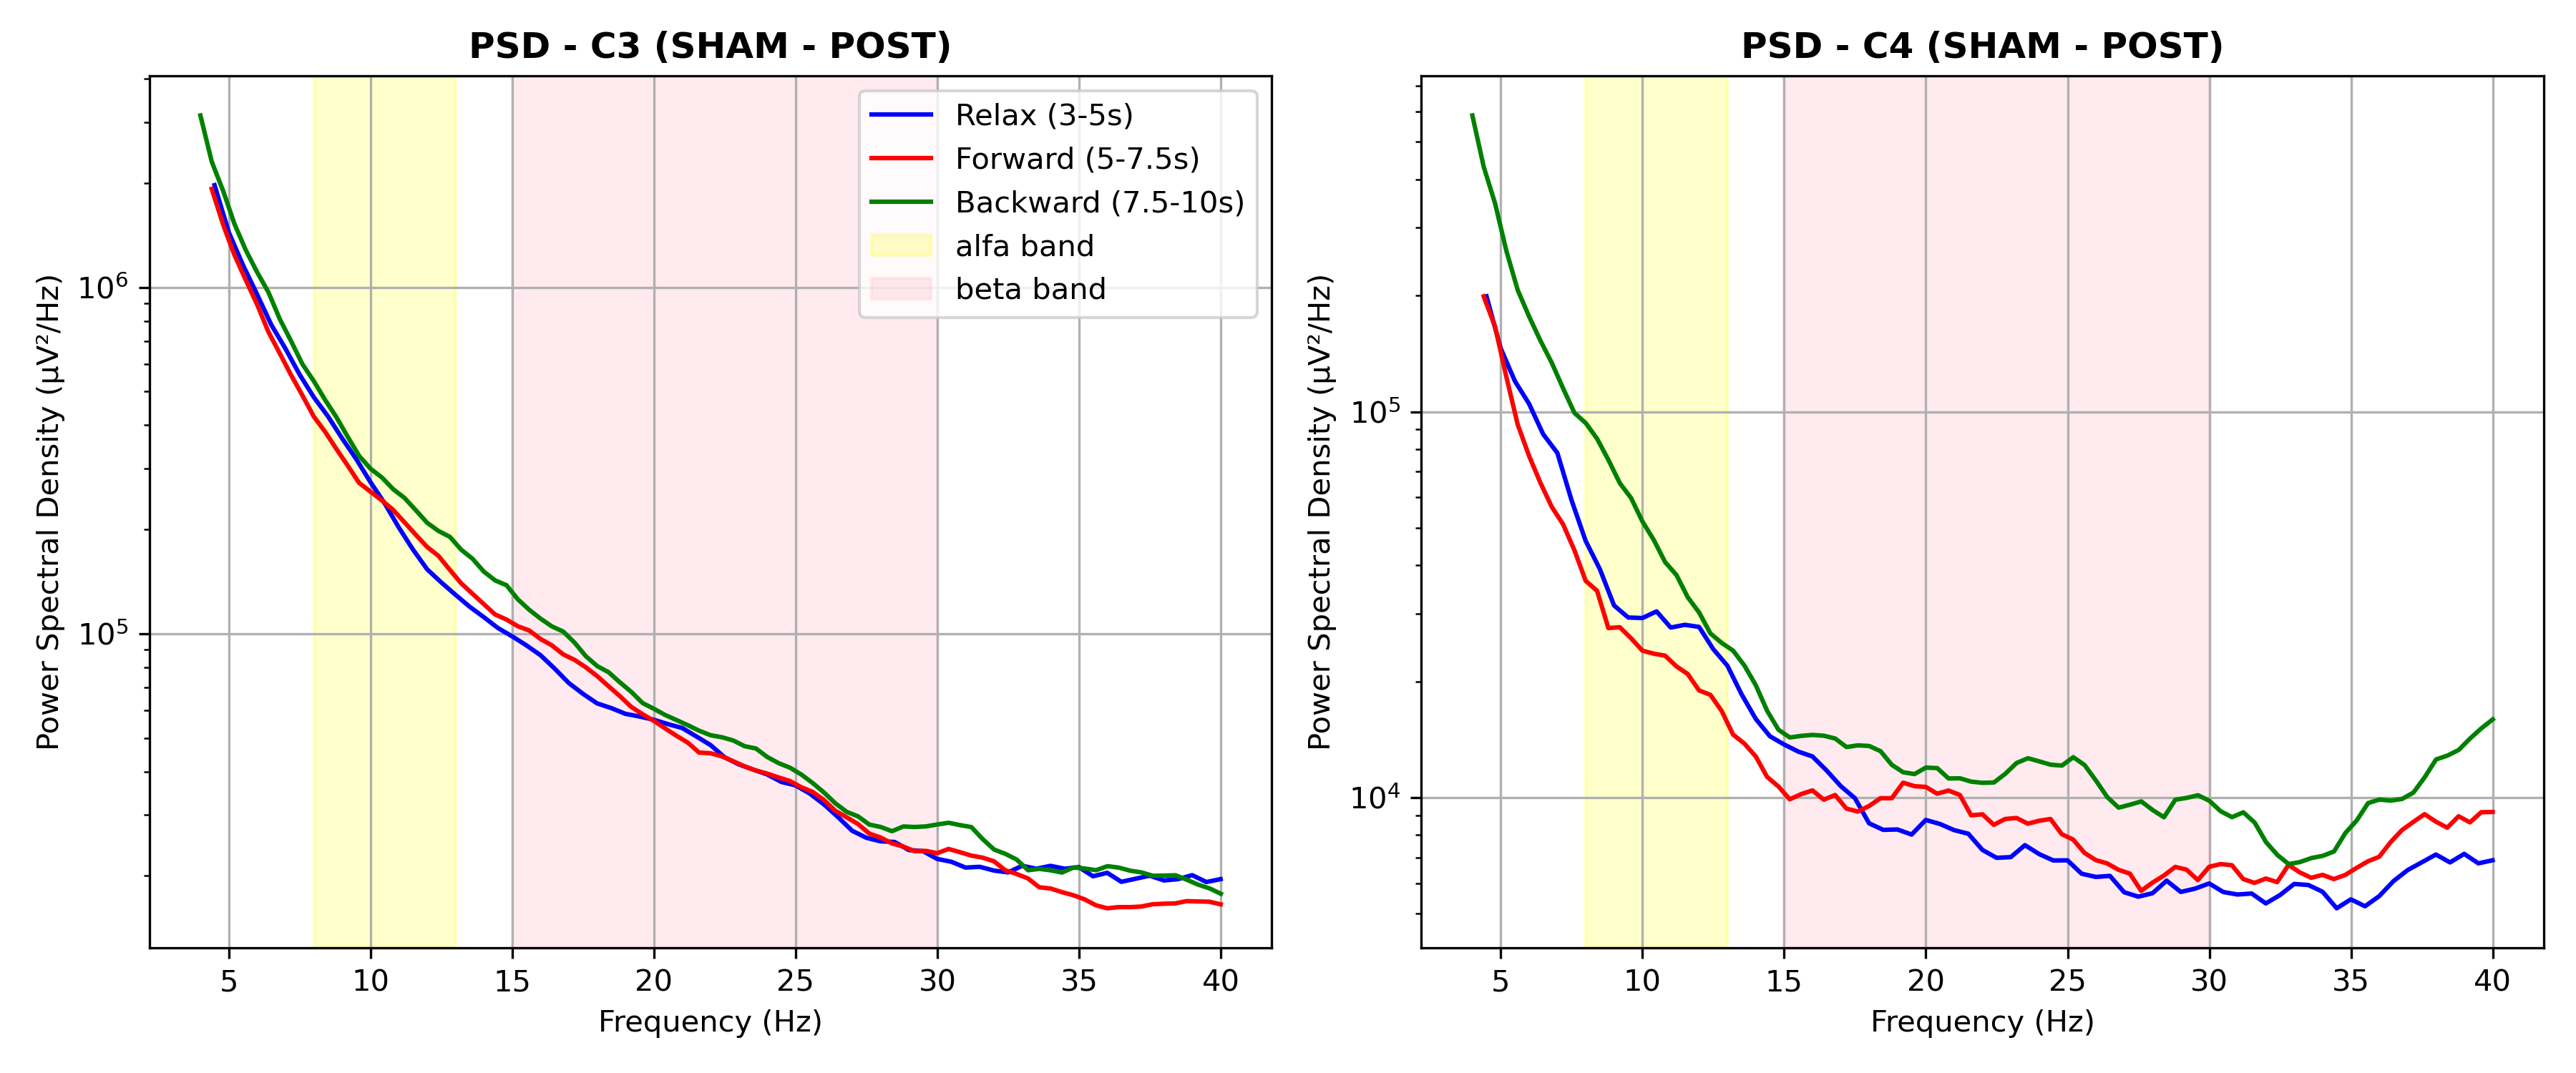 PSD - C3 (SHAM - POST)
Power Spectral Density (µV²/Hz)
10⁶
10⁵
Relax (3-5s)
Forward (5-7.5s)
Backward (7.5-10s)
alfa band
beta band
5 10 15 20 25 30 35 40
Frequency (Hz)
PSD - C4 (SHAM - POST)
Power Spectral Density (µV²/Hz)
10⁵
10⁴
5 10 15 20 25 30 35 40
Frequency (Hz)